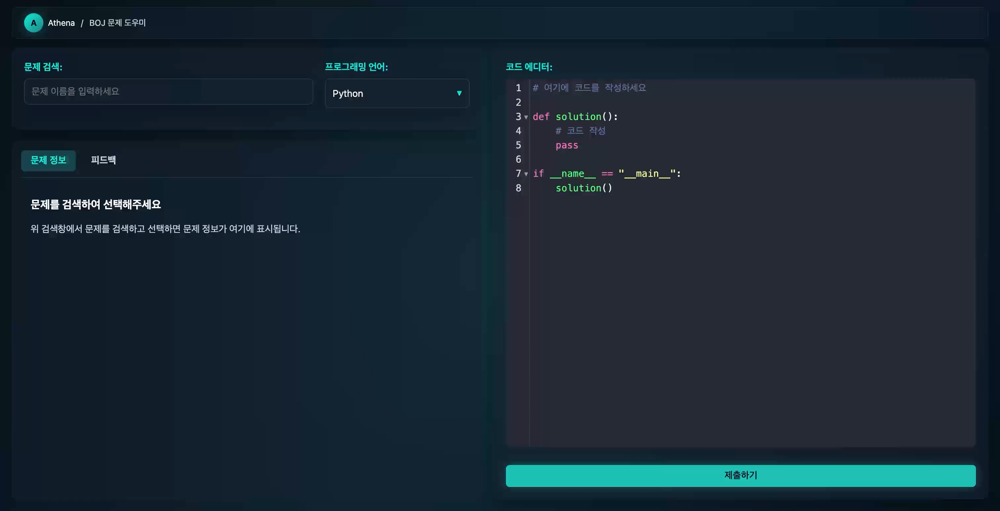 A Athena / BOJ 문제 도우미
문제 검색:
문제 이름을 입력하세요
프로그래밍 언어:
Python
문제 정보 피드백
문제를 검색하여 선택해주세요
위 검색창에서 문제를 검색하고 선택하면 문제 정보가 여기에 표시됩니다.
코드 에디터:
1 # 여기에 코드를 작성하세요
2
3 def solution():
4     # 코드 작성
5     pass
6
7 if __name__ == "__main__":
8     solution()
제출하기